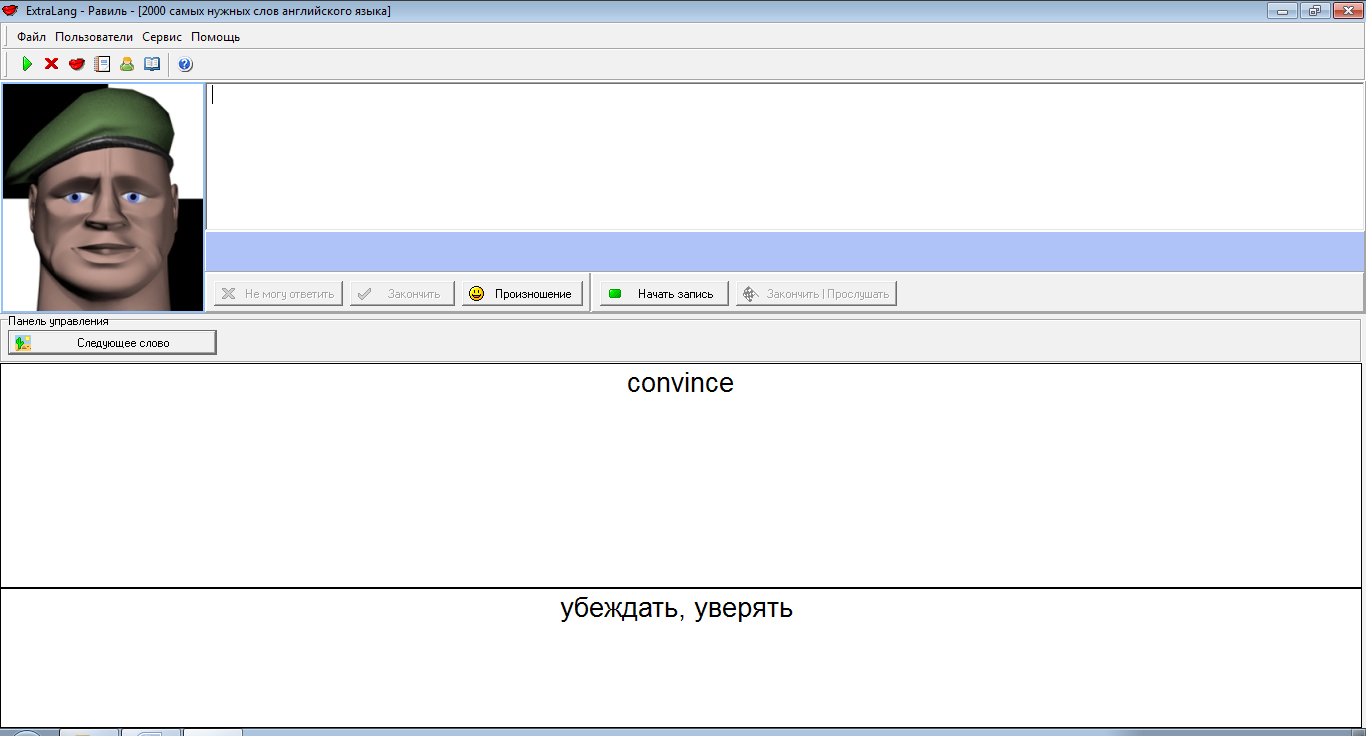 ExtraLang - Равиль - [2000 самых нужных слов английского языка]
Файл Пользователи Сервис Помощь
Не могу ответить Закончить Произношение Начать запись Закончить | Прослушать
Панель управления
Следующее слово
convince
убеждать, уверять